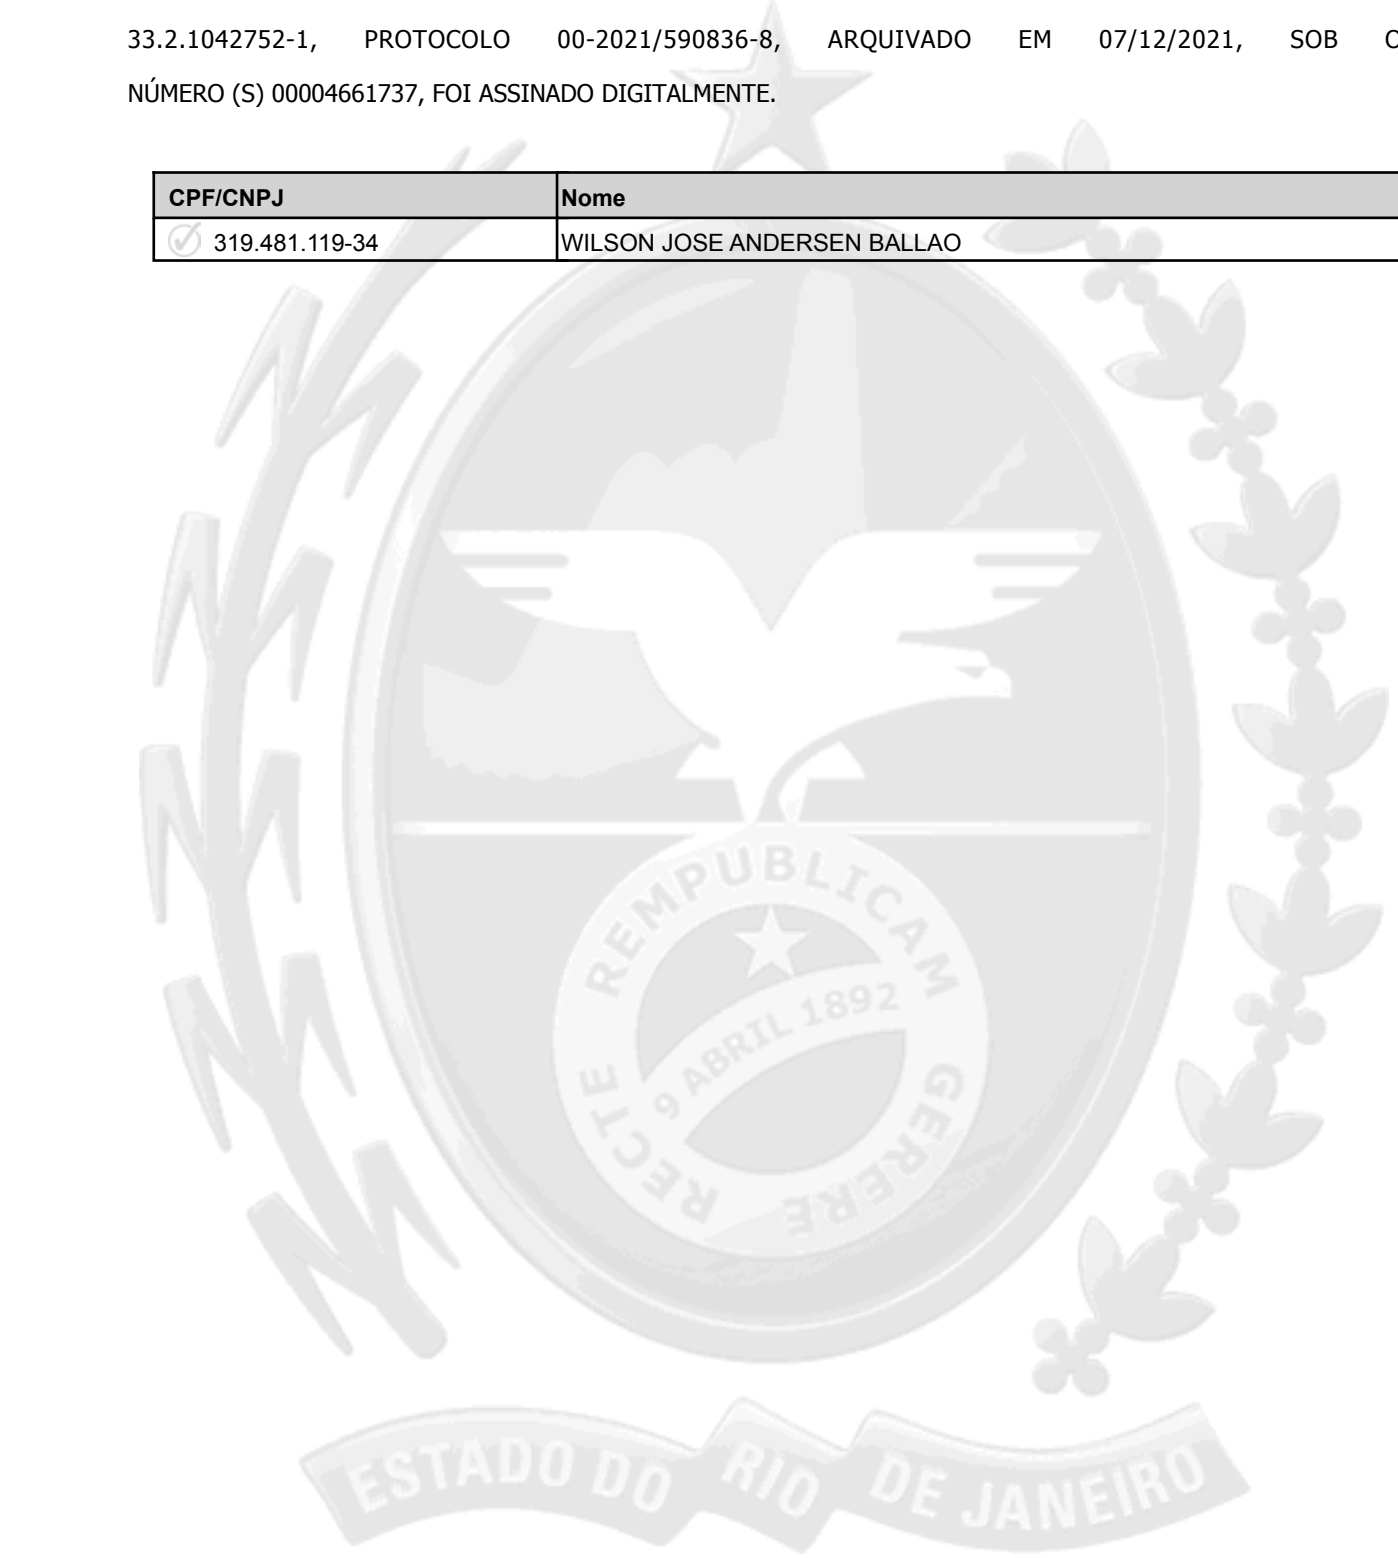 33.2.1042752-1, PROTOCOLO 00-2021/590836-8, ARQUIVADO EM 07/12/2021, SOB
NÚMERO (S) 00004661737, FOI ASSINADO DIGITALMENTE.
CPF/CNPJ Nome
319.481.119-34 WILSON JOSE ANDERSEN BALLAO
REMPUBLICAM
9 ABRIL 1892
RECTE GERERE
ESTADO DO RIO DE JANEIRO